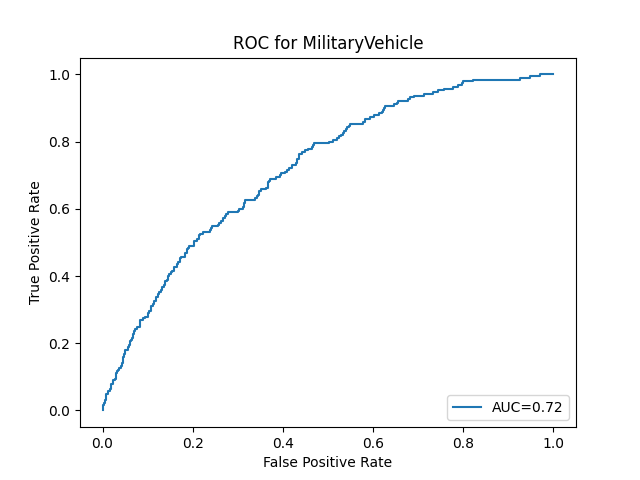 ROC for MilitaryVehicle
1.0
0.8
0.6
0.4
0.2
0.0
True Positive Rate
AUC=0.72
0.0 0.2 0.4 0.6 0.8 1.0
False Positive Rate